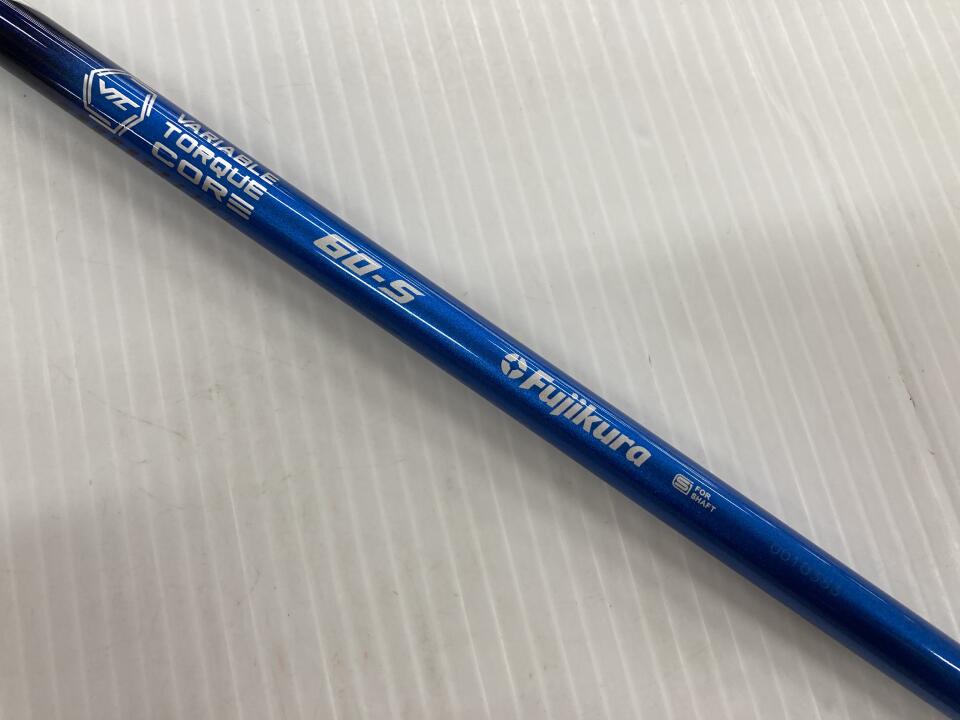 VTC
VARIABLE
TORQUE
CORE
60-S
Fujikura
S FOR
SHAFT